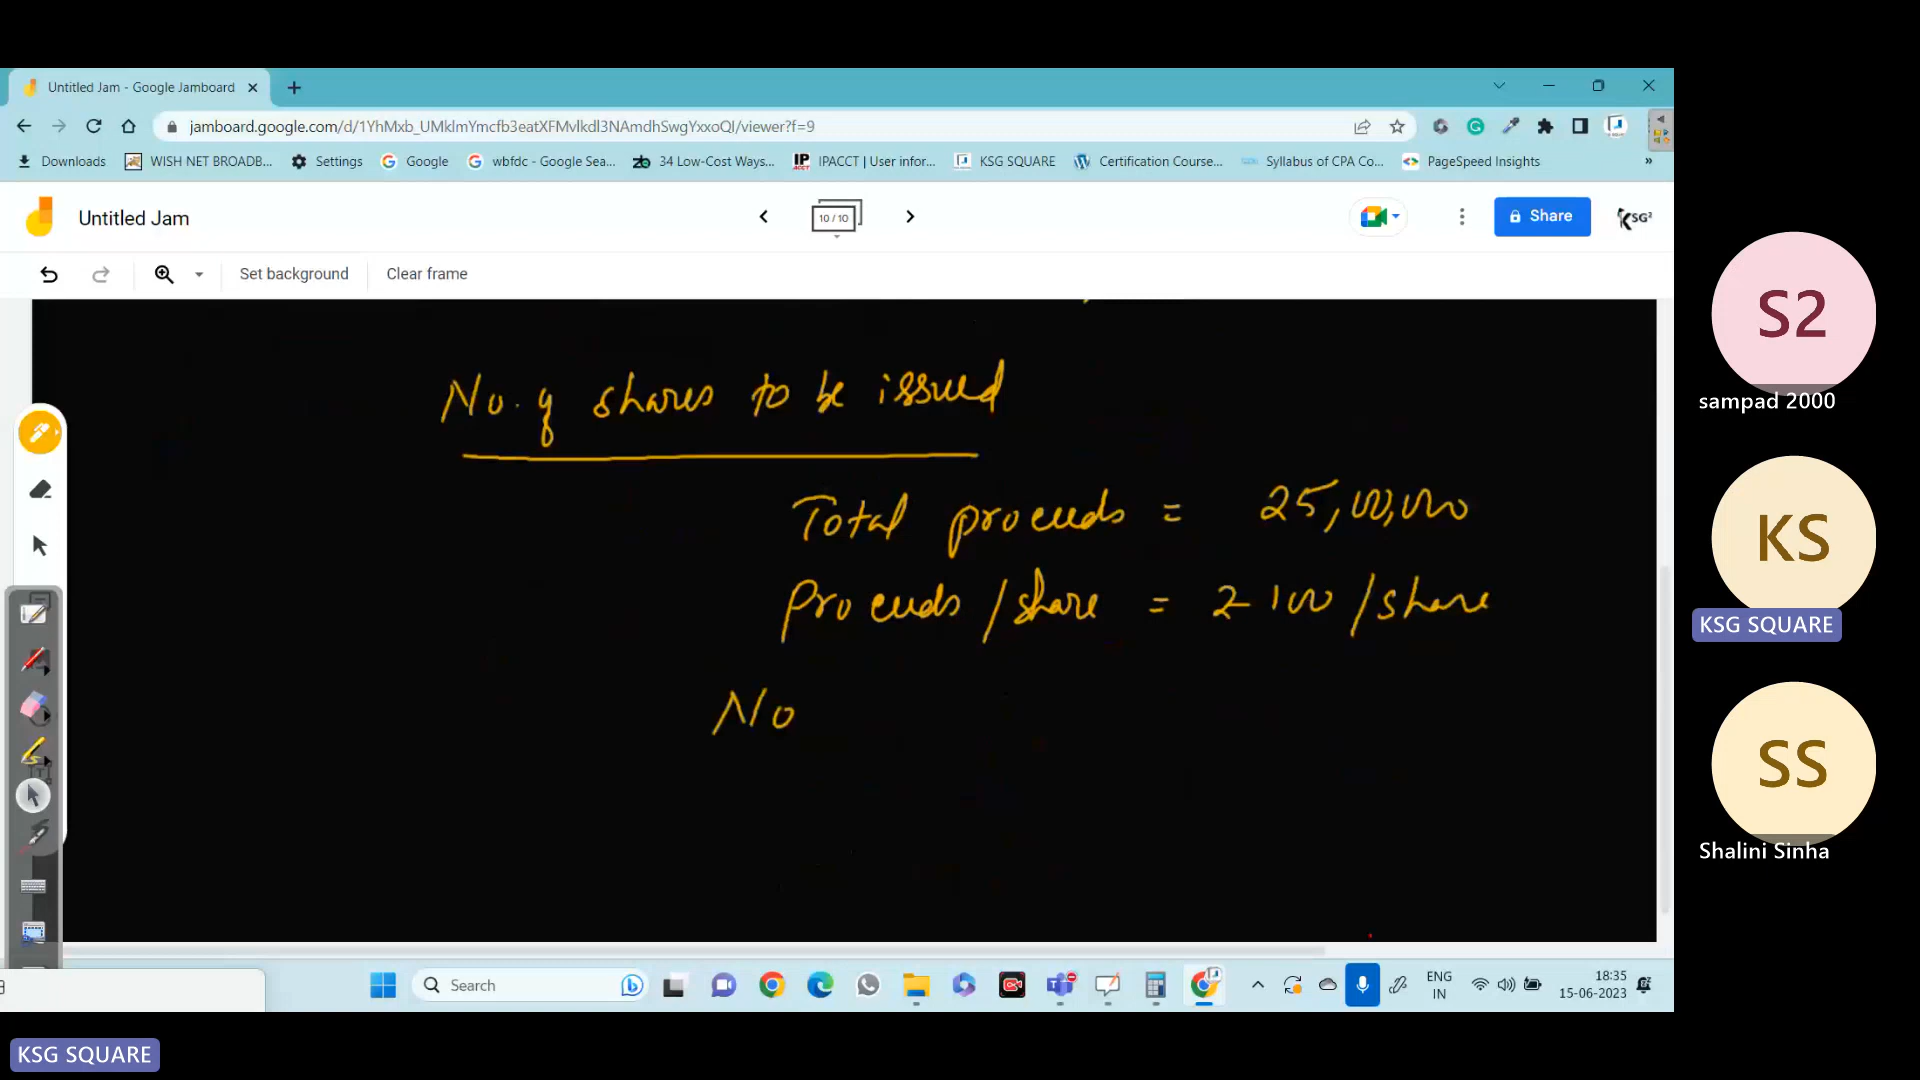 Untitled Jam - Google Jamboard
jamboard.google.com/d/1YhMxb_UMklmYmcfb3eatXFMvlkdl3NAmdhSwgYxxoQI/viewer?f=9
Downloads WISH NET BROADB... Settings Google wbfdc - Google Sea... 34 Low-Cost Ways... IPACCT | User infor... KSG SQUARE Certification Course... Syllabus of CPA Co... PageSpeed Insights »
Untitled Jam 10 / 10 Share KSG²
Set background Clear frame
No. of shares to be issued
Total proceeds = 25,00,000
Proceeds / share = 2100 / share
No
S2
sampad 2000
KS
KSG SQUARE
SS
Shalini Sinha
Search
ENG
IN
18:35
15-06-2023
KSG SQUARE